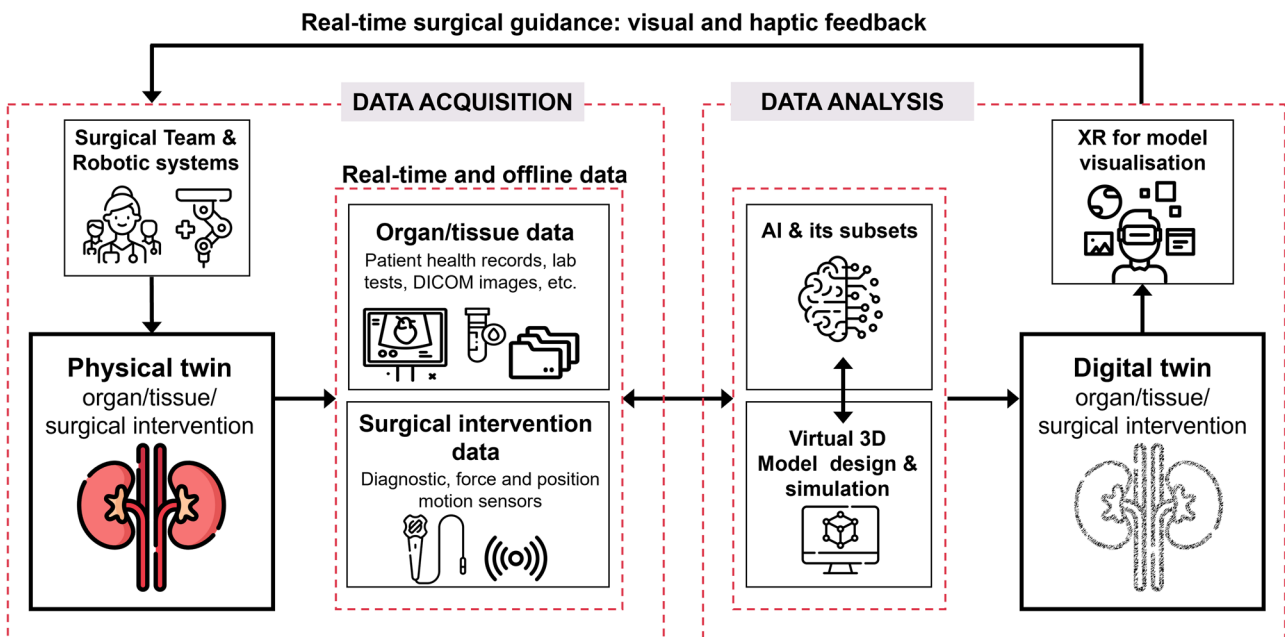 Real-time surgical guidance: visual and haptic feedback
DATA ACQUISITION
DATA ANALYSIS
Surgical Team &
Robotic systems
Real-time and offline data
Organ/tissue data
Patient health records, lab
tests, DICOM images, etc.
Surgical intervention
data
Diagnostic, force and position
motion sensors
Physical twin
organ/tissue/
surgical intervention
AI & its subsets
Virtual 3D
Model design &
simulation
XR for model
visualisation
Digital twin
organ/tissue/
surgical intervention